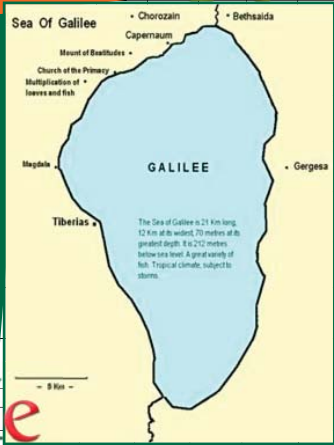 Sea Of Galilee
Chorozain
Bethsaida
Capernaum
Mount of Beatitudes
Church of the Primacy
Multiplication of
loaves and fish
Magdala
GALILEE
Gergesa
Tiberias
The Sea of Galilee is 21 Km long,
12 Km at its widest, 70 metres at its
greatest depth. It is 212 metres
below sea level. A great variety of
fish. Tropical climate, subject to
storms.
e